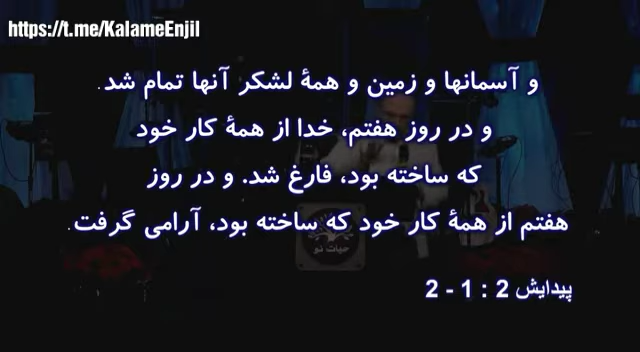 https://t.me/KalameEnjil
و آسمانها و زمین و همهٔ لشکر آنها تمام شد.
و در روز هفتم، خدا از همهٔ کار خود
که ساخته بود، فارغ شد. و در روز
هفتم از همهٔ کار خود که ساخته بود، آرامی گرفت.
حیات نو
پیدایش 2 : 1 - 2